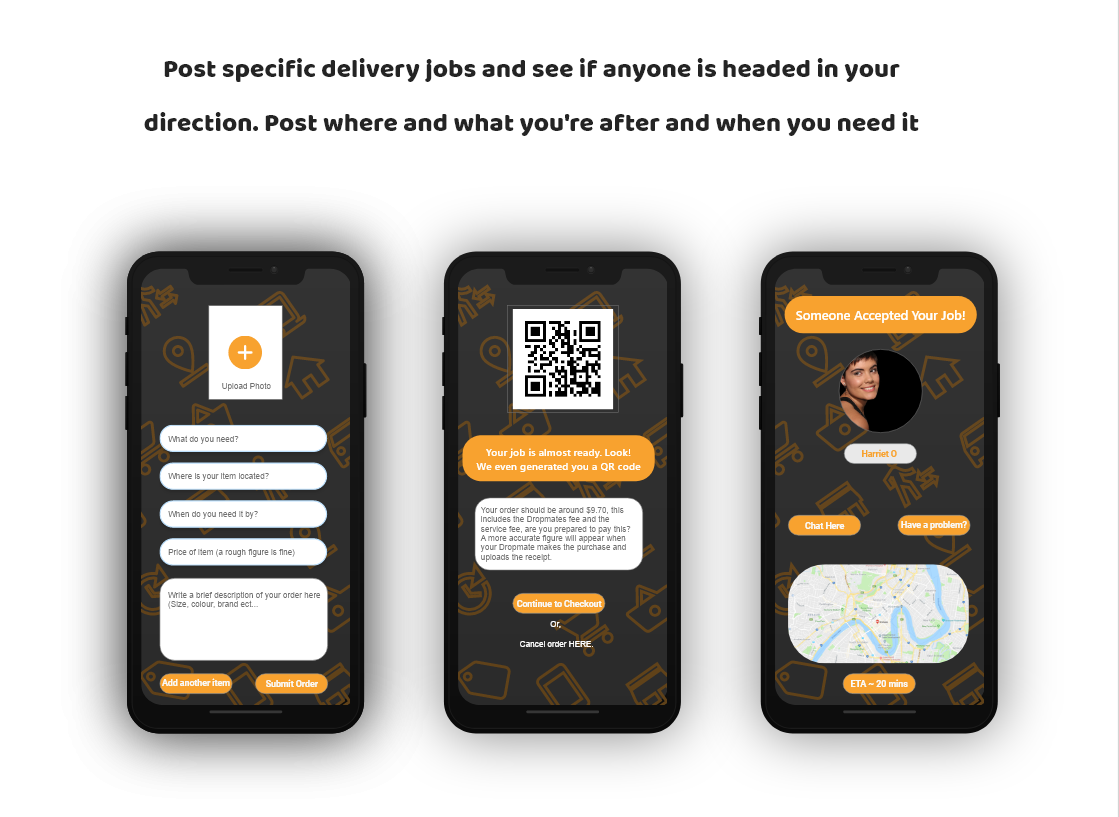 Post specific delivery jobs and see if anyone is headed in your
direction. Post where and what you're after and when you need it
Upload Photo
What do you need?
Where is your item located?
When do you need it by?
Price of item (a rough figure is fine)
Write a brief description of your order here
(Size, colour, brand ect...
Add another item
Submit Order
Your job is almost ready. Look!
We even generated you a QR code
Your order should be around $9.70, this
includes the Dropmates fee and the
service fee, are you prepared to pay this?
A more accurate figure will appear when
your Dropmate makes the purchase and
uploads the receipt.
Continue to Checkout
Or,
Cancel order HERE.
Someone Accepted Your Job!
Harriet O
Chat Here
Have a problem?
ETA ~ 20 mins